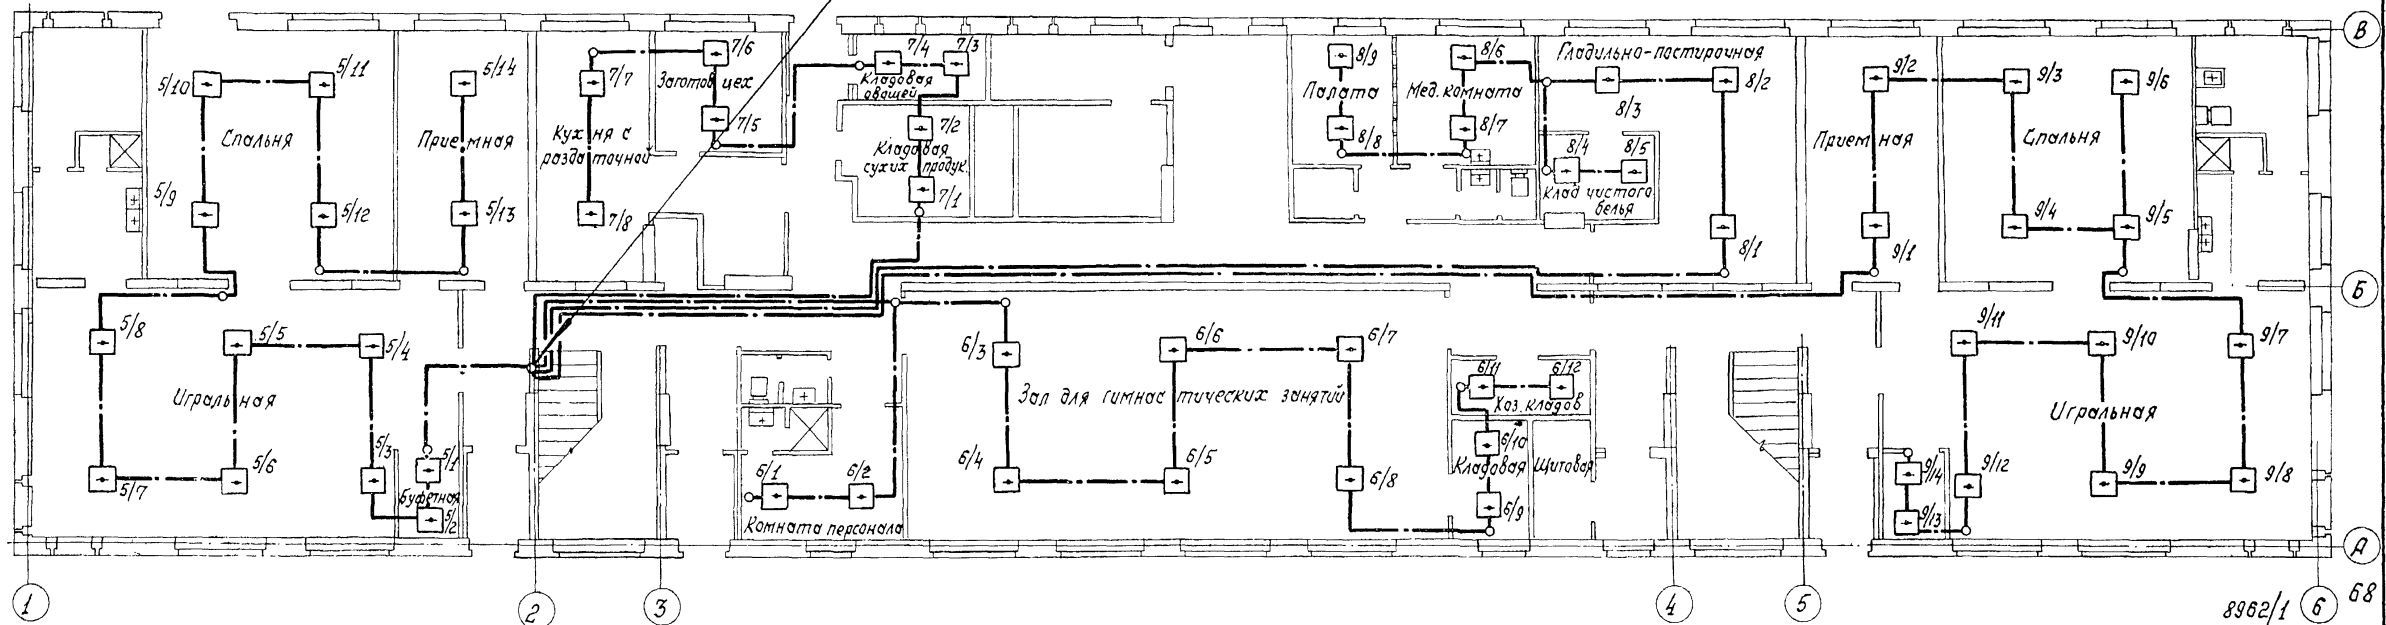 В
5/10
5/11
5/14
7/6
7/7
7/4
7/3
8/9
8/6
Гладильно-постирочная
9/2
9/3
9/6
Заготов цех
Кладовая
овощей
8/3
8/2
Палата
Мед. комната
Спальня
Приемная
Кухня с
раздаточной
7/5
7/2
Кладовая
сухих продук.
8/8
8/7
8/4
8/5
Приемная
Спальня
5/9
5/12
5/13
7/8
7/1
Клад чистого
белья
9/4
9/5
8/1
9/1
Б
5/8
5/5
5/4
6/3
6/6
6/7
9/11
9/10
9/7
Игральная
Зал для гимнастических занятий
6/11
6/12
Хоз. кладов
Игральная
5/7
5/6
5/3
5/1
Буфетная
5/2
6/1
6/2
Комната персонала
6/4
6/5
6/8
6/10
Кладовая
Щитовая
6/9
9/14
9/13
9/12
9/9
9/8
А
1
2
3
4
5
8962/1
6
68